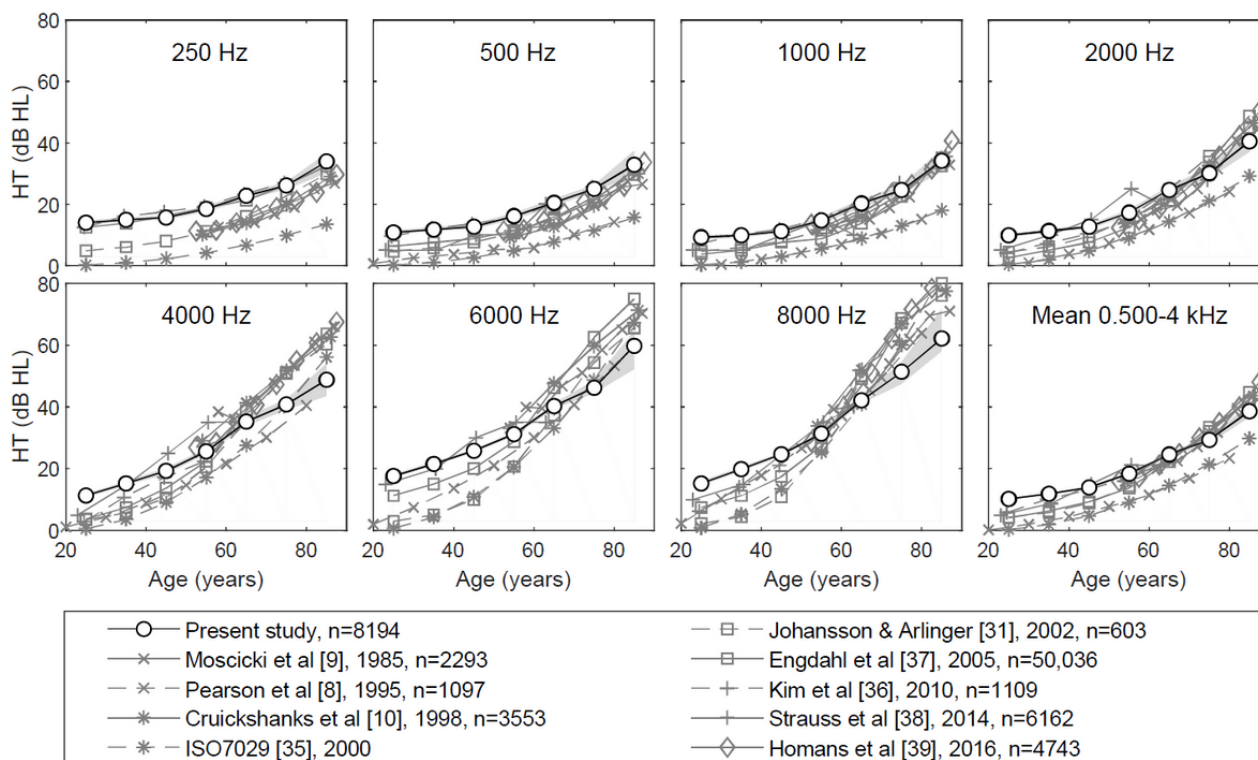 80
60
40
20
0
HT (dB HL)
250 Hz
500 Hz
1000 Hz
2000 Hz
80
60
40
20
0
HT (dB HL)
4000 Hz
6000 Hz
8000 Hz
Mean 0.500-4 kHz
20 40 60 80
20 40 60 80
20 40 60 80
20 40 60 80
Age (years)
Age (years)
Age (years)
Age (years)
Present study, n=8194
Moscicki et al [9], 1985, n=2293
Pearson et al [8], 1995, n=1097
Cruickshanks et al [10], 1998, n=3553
ISO7029 [35], 2000
Johansson & Arlinger [31], 2002, n=603
Engdahl et al [37], 2005, n=50,036
Kim et al [36], 2010, n=1109
Strauss et al [38], 2014, n=6162
Homans et al [39], 2016, n=4743